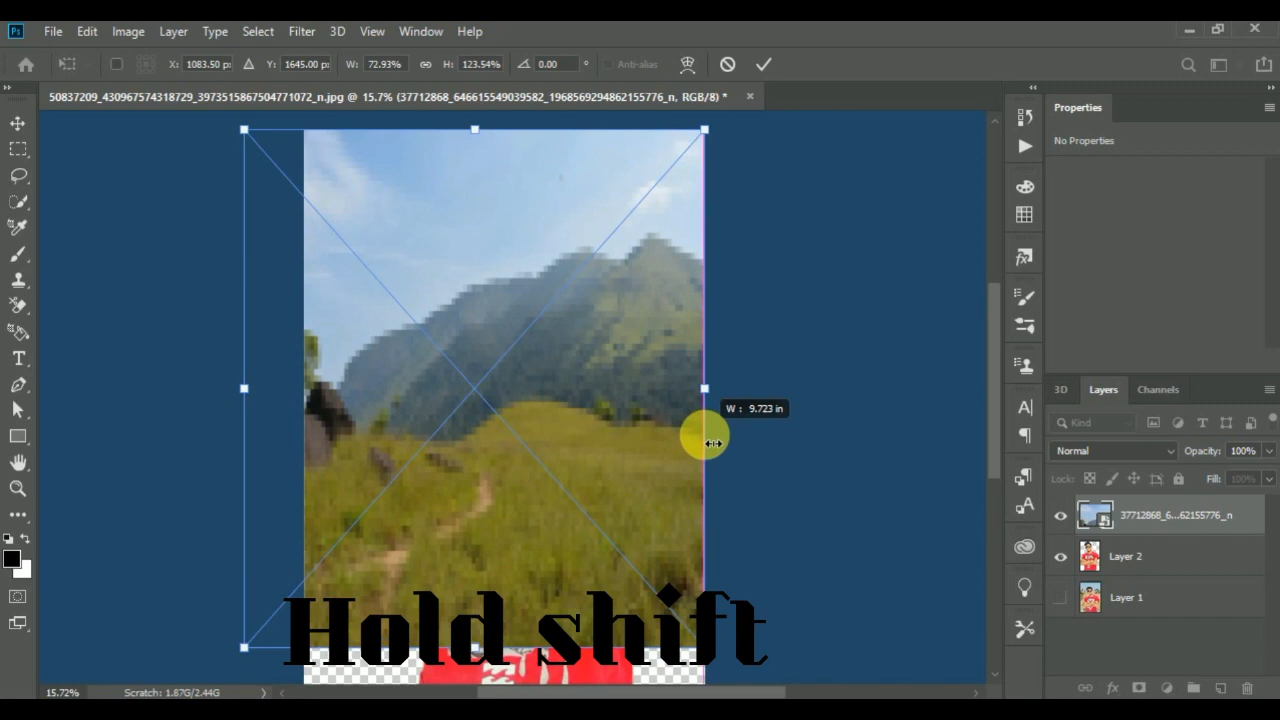 Ps File Edit Image Layer Type Select Filter 3D View Window Help
X: 1083.50 p Y: 1645.00 p W: 72.93% H: 123.54% 0.00 ° Anti-alias
50837209_430967574318729_3973515867504771072_n.jpg @ 15.7% (37712868_646615549039582_1968569294862155776_n, RGB/8) *
Properties
No Properties
W : 9.723 in
3D Layers Channels
Kind
Normal Opacity: 100%
Lock: Fill: 100%
37712868_6...62155776_n
Layer 2
Layer 1
Hold shift
15.72% Scratch: 1.87G/2.44G